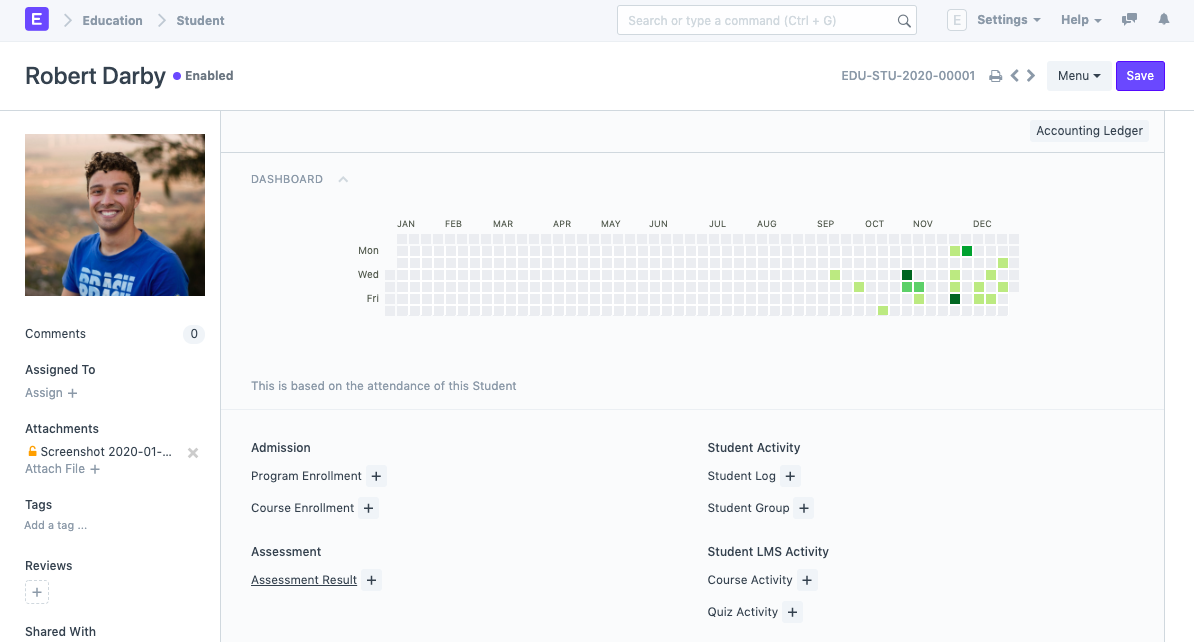 E Education Student Search or type a command (Ctrl + G) E Settings Help
Robert Darby Enabled EDU-STU-2020-00001 Menu Save
Accounting Ledger
DASHBOARD
JAN FEB MAR APR MAY JUN JUL AUG SEP OCT NOV DEC
Mon
Wed
Fri
This is based on the attendance of this Student
Comments 0
Assigned To
Assign +
Attachments
Screenshot 2020-01-...
Attach File +
Tags
Add a tag ...
Reviews
+
Shared With
Admission
Program Enrollment +
Course Enrollment +
Assessment
Assessment Result +
Student Activity
Student Log +
Student Group +
Student LMS Activity
Course Activity +
Quiz Activity +